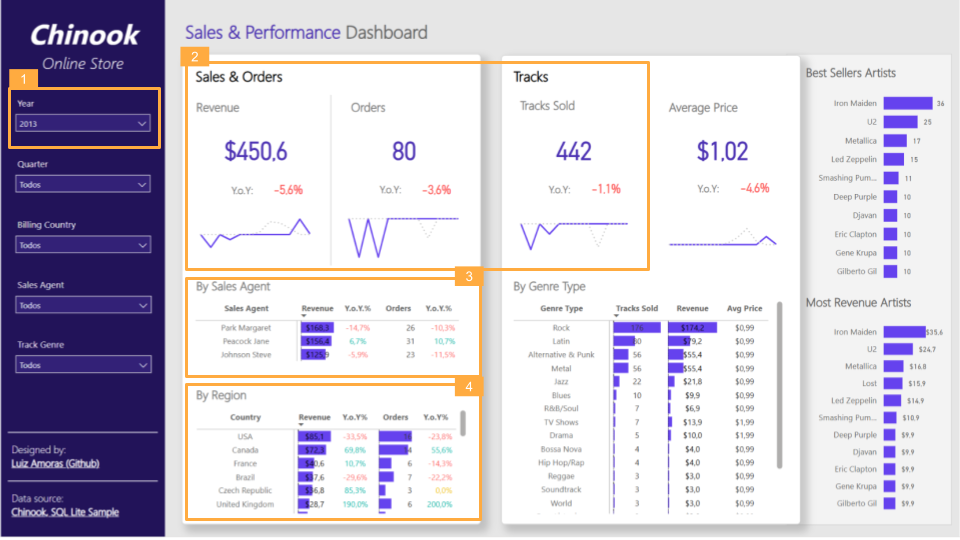 Chinook
Online Store
1
Year
2013
Quarter
Todos
Billing Country
Todos
Sales Agent
Todos
Track Genre
Todos
Designed by:
Luiz Amoras (Github)
Data source:
Chinook, SQL Lite Sample
Sales & Performance Dashboard
2
Sales & Orders
Revenue
$450,6
Y.o.Y: -5,6%
Orders
80
Y.o.Y: -3,6%
Tracks
Tracks Sold
442
Y.o.Y: -1,1%
Average Price
$1,02
Y.o.Y: -4,6%
3
By Sales Agent
Sales Agent Revenue Y.o.Y.% Orders Y.o.Y.%
Park Margaret $168,3 -14,7% 26 -10,3%
Peacock Jane $156,4 6,7% 31 10,7%
Johnson Steve $125,9 -5,9% 23 -11,5%
4
By Region
Country Revenue Y.o.Y% Orders Y.o.Y%
USA $85,1 -33,5% -23,8%
Canada $72,3 69,8% 14 55,6%
France $40,6 10,7% 6 -14,3%
Brazil $37,6 -29,6% 7 -22,2%
Czech Republic $36,8 85,3% 3 0,0%
United Kingdom $28,7 190,0% 6 200,0%
By Genre Type
Genre Type Tracks Sold Revenue Avg Price
Rock 176 $174,2 $0,99
Latin 80 $79,2 $0,99
Alternative & Punk 56 $55,4 $0,99
Metal 56 $55,4 $0,99
Jazz 22 $21,8 $0,99
Blues 10 $9,9 $0,99
R&B/Soul 7 $6,9 $0,99
TV Shows 7 $13,9 $1,99
Drama 5 $10,0 $1,99
Bossa Nova 4 $4,0 $0,99
Hip Hop/Rap 4 $4,0 $0,99
Reggae 3 $3,0 $0,99
Soundtrack 3 $3,0 $0,99
World 3 $3,0 $0,99
Best Sellers Artists
Iron Maiden 36
U2 25
Metallica 17
Led Zeppelin 15
Smashing Pum... 11
Deep Purple 10
Djavan 10
Eric Clapton 10
Gene Krupa 10
Gilberto Gil 10
Most Revenue Artists
Iron Maiden $35,6
U2 $24,7
Metallica $16,8
Lost $15,9
Led Zeppelin $14,9
Smashing Pum... $10,9
Deep Purple $9,9
Djavan $9,9
Eric Clapton $9,9
Gene Krupa $9,9
Gilberto Gil $9,9